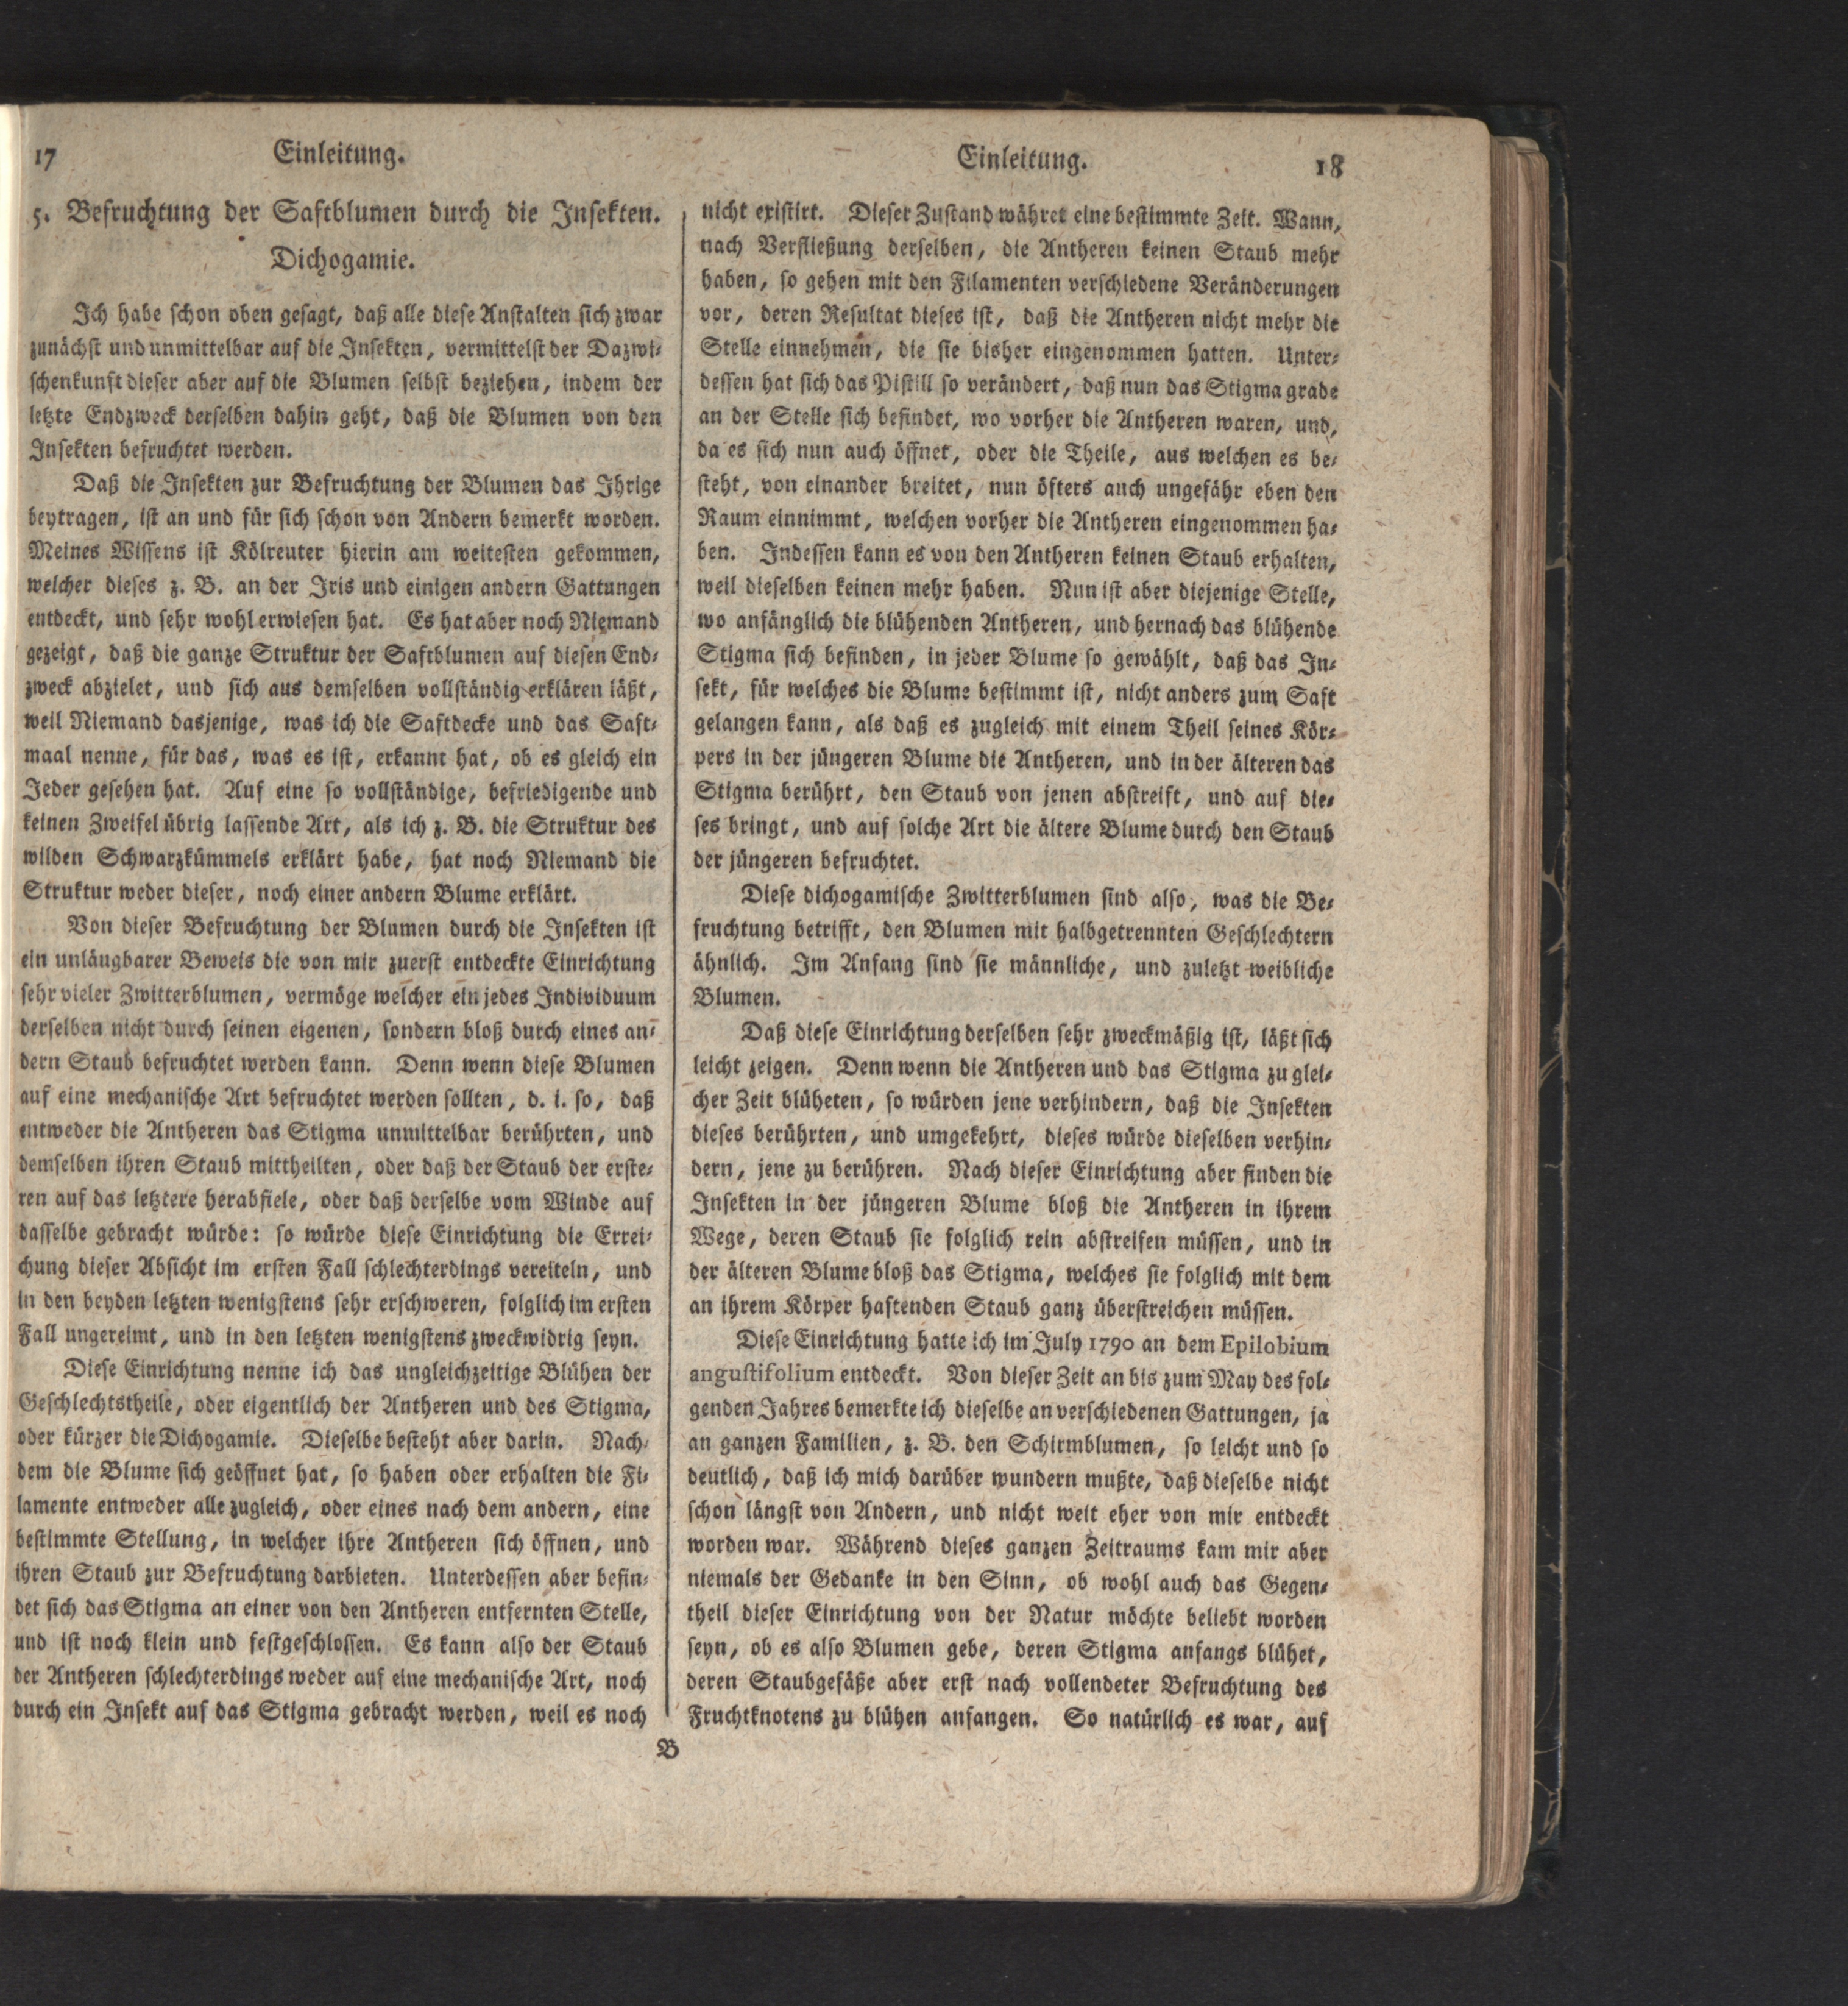 17
Einleitung.
5. Befruchtung der Saftblumen durch die Insekten.
Dichogamie.
Ich habe schon oben gesagt, daß alle diese Anstalten sich zwar
zunächst und unmittelbar auf die Insekten, vermittelst der Dazwi-
schenkunft dieser aber auf die Blumen selbst beziehen, indem der
letzte Endzweck derselben dahin geht, daß die Blumen von den
Insekten befruchtet werden.
Daß die Insekten zur Befruchtung der Blumen das Ihrige
beytragen, ist an und für sich schon von Andern bemerkt worden.
Meines Wissens ist Kölreuter hierin am weitesten gekommen,
welcher dieses z. B. an der Iris und einigen andern Gattungen
entdeckt, und sehr wohl erwiesen hat. Es hat aber noch Niemand
gezeigt, daß die ganze Struktur der Saftblumen auf diesen End-
zweck abzielet, und sich aus demselben vollständig erklären läßt,
weil Niemand dasjenige, was ich die Saftdecke und das Saft-
maal nenne, für das, was es ist, erkannt hat, ob es gleich ein
Jeder gesehen hat. Auf eine so vollständige, befriedigende und
keinen Zweifel übrig lassende Art, als ich z. B. die Struktur des
wilden Schwarzkümmels erklärt habe, hat noch Niemand die
Struktur weder dieser, noch einer andern Blume erklärt.
Von dieser Befruchtung der Blumen durch die Insekten ist
ein unläugbarer Beweis die von mir zuerst entdeckte Einrichtung
sehr vieler Zwitterblumen, vermöge welcher ein jedes Individuum
derselben nicht durch seinen eigenen, sondern bloß durch eines an-
dern Staub befruchtet werden kann. Denn wenn diese Blumen
auf eine mechanische Art befruchtet werden sollten, d. i. so, daß
entweder die Antheren das Stigma unmittelbar berührten, und
demselben ihren Staub mittheilten, oder daß der Staub der erste-
ren auf das letztere herabfiele, oder daß derselbe vom Winde auf
dasselbe gebracht würde: so würde diese Einrichtung die Errei-
chung dieser Absicht im ersten Fall schlechterdings vereiteln, und
in den beyden letzten wenigstens sehr erschweren, folglich im ersten
Fall ungereimt, und in den letzten wenigstens zweckwidrig seyn.
Diese Einrichtung nenne ich das ungleichzeitige Blühen der
Geschlechtstheile, oder eigentlich der Antheren und des Stigma,
oder kürzer die Dichogamie. Dieselbe besteht aber darin. Nach-
dem die Blume sich geöffnet hat, so haben oder erhalten die Fi-
lamente entweder alle zugleich, oder eines nach dem andern, eine
bestimmte Stellung, in welcher ihre Antheren sich öffnen, und
ihren Staub zur Befruchtung darbieten. Unterdessen aber befin-
det sich das Stigma an einer von den Antheren entfernten Stelle,
und ist noch klein und festgeschlossen. Es kann also der Staub
der Antheren schlechterdings weder auf eine mechanische Art, noch
durch ein Insekt auf das Stigma gebracht werden, weil es noch
B
Einleitung.
18
nicht existirt. Dieser Zustand währet eine bestimmte Zeit. Wann,
nach Verfließung derselben, die Antheren keinen Staub mehr
haben, so gehen mit den Filamenten verschiedene Veränderungen
vor, deren Resultat dieses ist, daß die Antheren nicht mehr die
Stelle einnehmen, die sie bisher eingenommen hatten. Unter-
dessen hat sich das Pistill so verändert, daß nun das Stigma grade
an der Stelle sich befindet, wo vorher die Antheren waren, und,
da es sich nun auch öffnet, oder die Theile, aus welchen es be-
steht, von einander breitet, nun öfters auch ungefähr eben den
Raum einnimmt, welchen vorher die Antheren eingenommen ha-
ben. Indessen kann es von den Antheren keinen Staub erhalten,
weil dieselben keinen mehr haben. Nun ist aber diejenige Stelle,
wo anfänglich die blühenden Antheren, und hernach das blühende
Stigma sich befinden, in jeder Blume so gewählt, daß das In-
sekt, für welches die Blume bestimmt ist, nicht anders zum Saft
gelangen kann, als daß es zugleich mit einem Theil seines Kör-
pers in der jüngeren Blume die Antheren, und in der älteren das
Stigma berührt, den Staub von jenen abstreift, und auf die-
ses bringt, und auf solche Art die ältere Blume durch den Staub
der jüngeren befruchtet.
Diese dichogamische Zwitterblumen sind also, was die Be-
fruchtung betrifft, den Blumen mit halbgetrennten Geschlechtern
ähnlich. Im Anfang sind sie männliche, und zuletzt weibliche
Blumen.
Daß diese Einrichtung derselben sehr zweckmäßig ist, läßt sich
leicht zeigen. Denn wenn die Antheren und das Stigma zu glei-
cher Zeit blüheten, so würden jene verhindern, daß die Insekten
dieses berührten, und umgekehrt, dieses würde dieselben verhin-
dern, jene zu berühren. Nach dieser Einrichtung aber finden die
Insekten in der jüngeren Blume bloß die Antheren in ihrem
Wege, deren Staub sie folglich rein abstreifen müssen, und in
der älteren Blume bloß das Stigma, welches sie folglich mit dem
an ihrem Körper haftenden Staub ganz überstreichen müssen.
Diese Einrichtung hatte ich im July 1790 an dem Epilobium
angustifolium entdeckt. Von dieser Zeit an bis zum May des fol-
genden Jahres bemerkte ich dieselbe an verschiedenen Gattungen, ja
an ganzen Familien, z. B. den Schirmblumen, so leicht und so
deutlich, daß ich mich darüber wundern mußte, daß dieselbe nicht
schon längst von Andern, und nicht weit eher von mir entdeckt
worden war. Während dieses ganzen Zeitraums kam mir aber
niemals der Gedanke in den Sinn, ob wohl auch das Gegen-
theil dieser Einrichtung von der Natur möchte beliebt worden
seyn, ob es also Blumen gebe, deren Stigma anfangs blühet,
deren Staubgefäße aber erst nach vollendeter Befruchtung des
Fruchtknotens zu blühen anfangen. So natürlich es war, auf